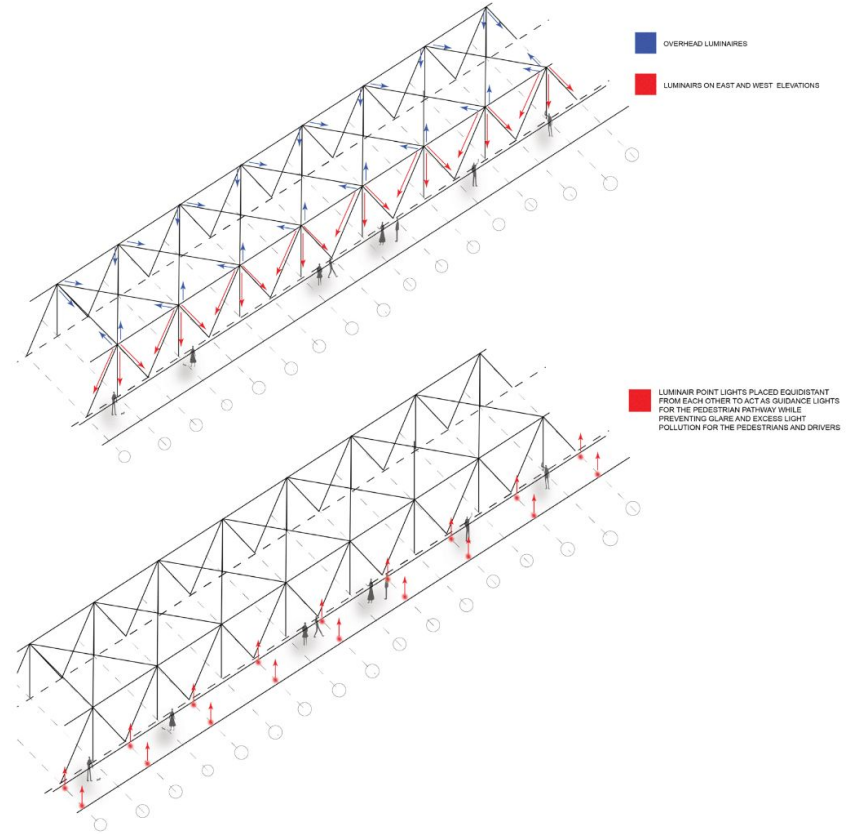 OVERHEAD LUMINAIRES
LUMINAIRS ON EAST AND WEST ELEVATIONS
LUMINAIR POINT LIGHTS PLACED EQUIDISTANT
FROM EACH OTHER TO ACT AS GUIDANCE LIGHTS
FOR THE PEDESTRIAN PATHWAY WHILE
PREVENTING GLARE AND EXCESS LIGHT
POLLUTION FOR THE PEDESTRIANS AND DRIVERS